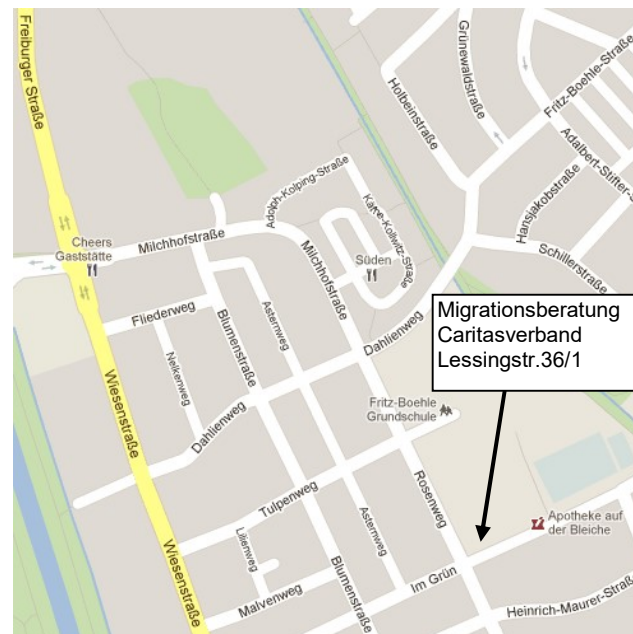 Freiburger Straße
Grünewaldstraße
Holbeinstraße
Fritz-Boehle-Straße
Adalbert-Stifter-S
Hansjakobstraße
Schillerstraße
Adolph-Kolping-Straße
Kaete-Kollwitz-Straße
Cheers
Gaststätte
Milchhofstraße
Milchhofstraße
Süden
Migrationsberatung
Caritasverband
Lessingstr.36/1
Fliederweg
Asternweg
Blumenstraße
Nelkenweg
Dahlienweg
Wiesenstraße
Fritz-Boehle
Grundschule
Dahlienweg
Tulpenweg
Rosenweg
Apotheke auf
der Bleiche
Lilienweg
Asternweg
Wiesenstraße
Malvenweg
Blumenstraße
Im Grün
Heinrich-Maurer-Straß